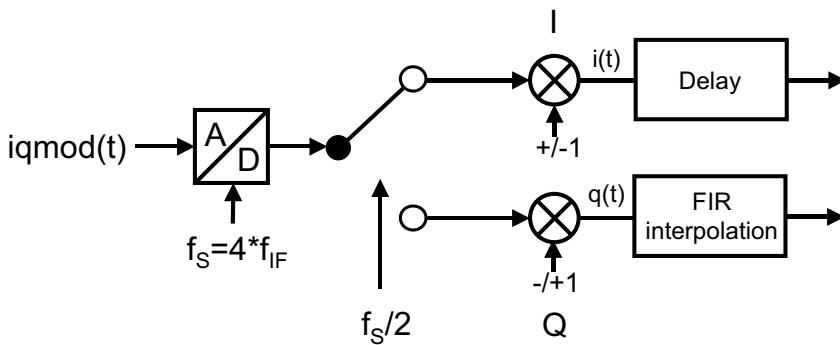 I
i(t)
Delay
+/-1
iqmod(t)
A
D
f_S=4*f_IF
q(t)
FIR
interpolation
-/+1
f_S/2
Q